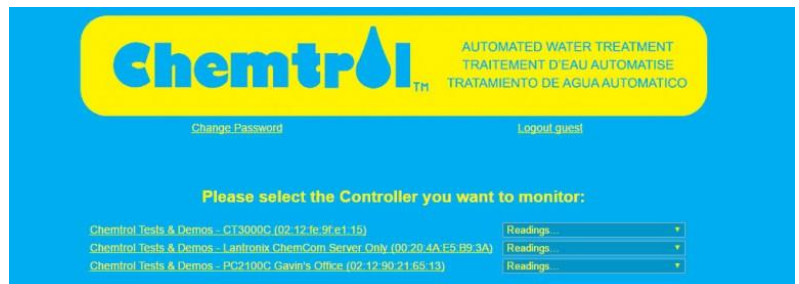 Chemtrol TM
AUTOMATED WATER TREATMENT
TRAITEMENT D'EAU AUTOMATISE
TRATAMIENTO DE AGUA AUTOMATICO
Change Password Logout guest
Please select the Controller you want to monitor:
Chemtrol Tests & Demos - CT3000C (02:12:fe:9f:e1:15) Readings...
Chemtrol Tests & Demos - Lantronix ChemCom Server Only (00:20:4A:E5:B9:3A) Readings...
Chemtrol Tests & Demos - PC2100C Gavin's Office (02:12:90:21:65:13) Readings...